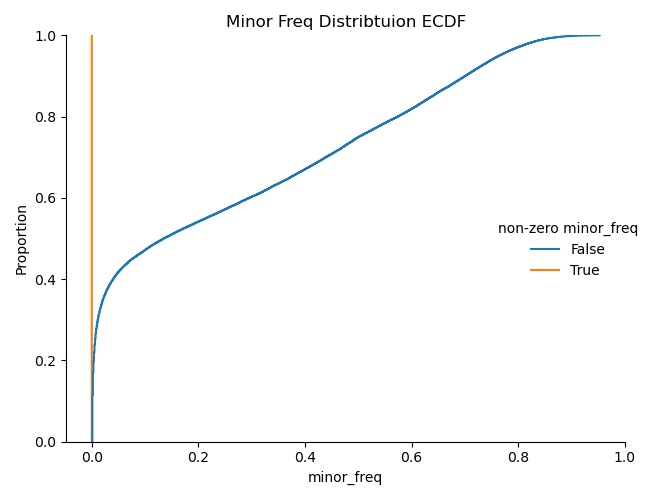 Minor Freq Distribtuion ECDF
1.0
0.8
0.6
0.4
0.2
0.0
Proportion
non-zero minor_freq
False
True
0.0 0.2 0.4 0.6 0.8 1.0
minor_freq